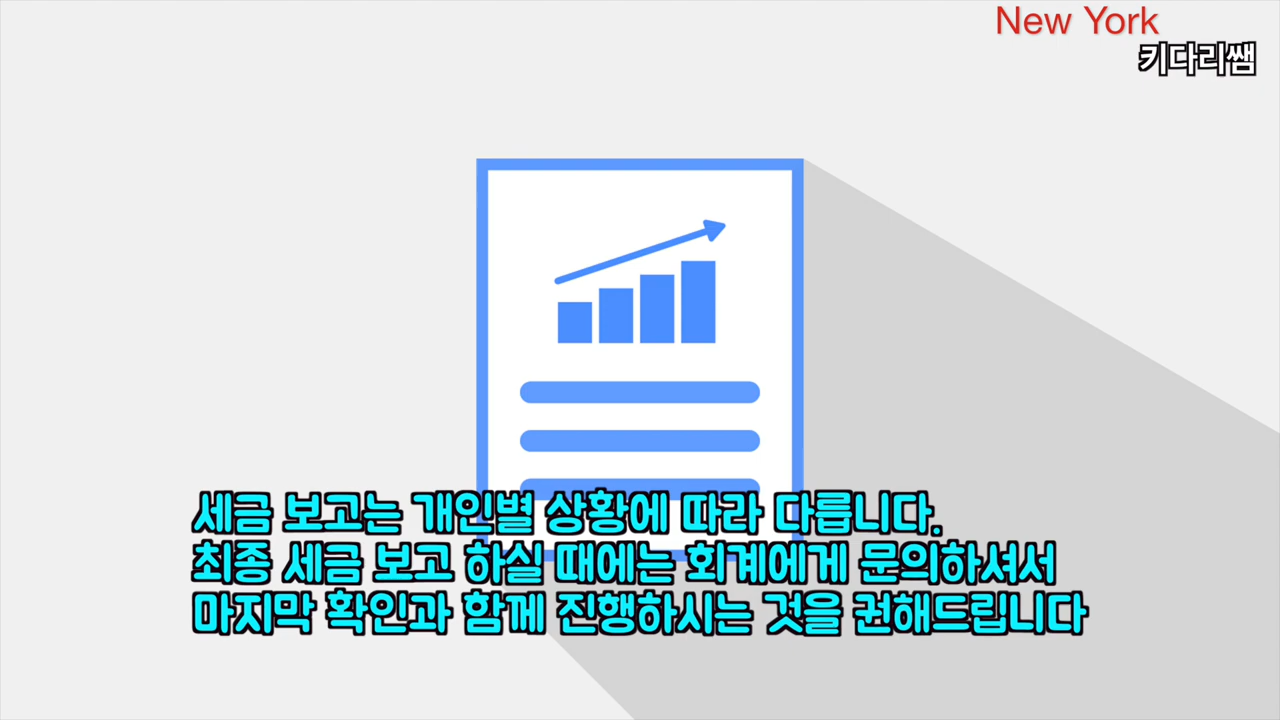 New York
키다리쌤
세금 보고는 개인별 상황에 따라 다릅니다.
최종 세금 보고 하실 때에는 회계에게 문의하셔서
마지막 확인과 함께 진행하시는 것을 권해드립니다